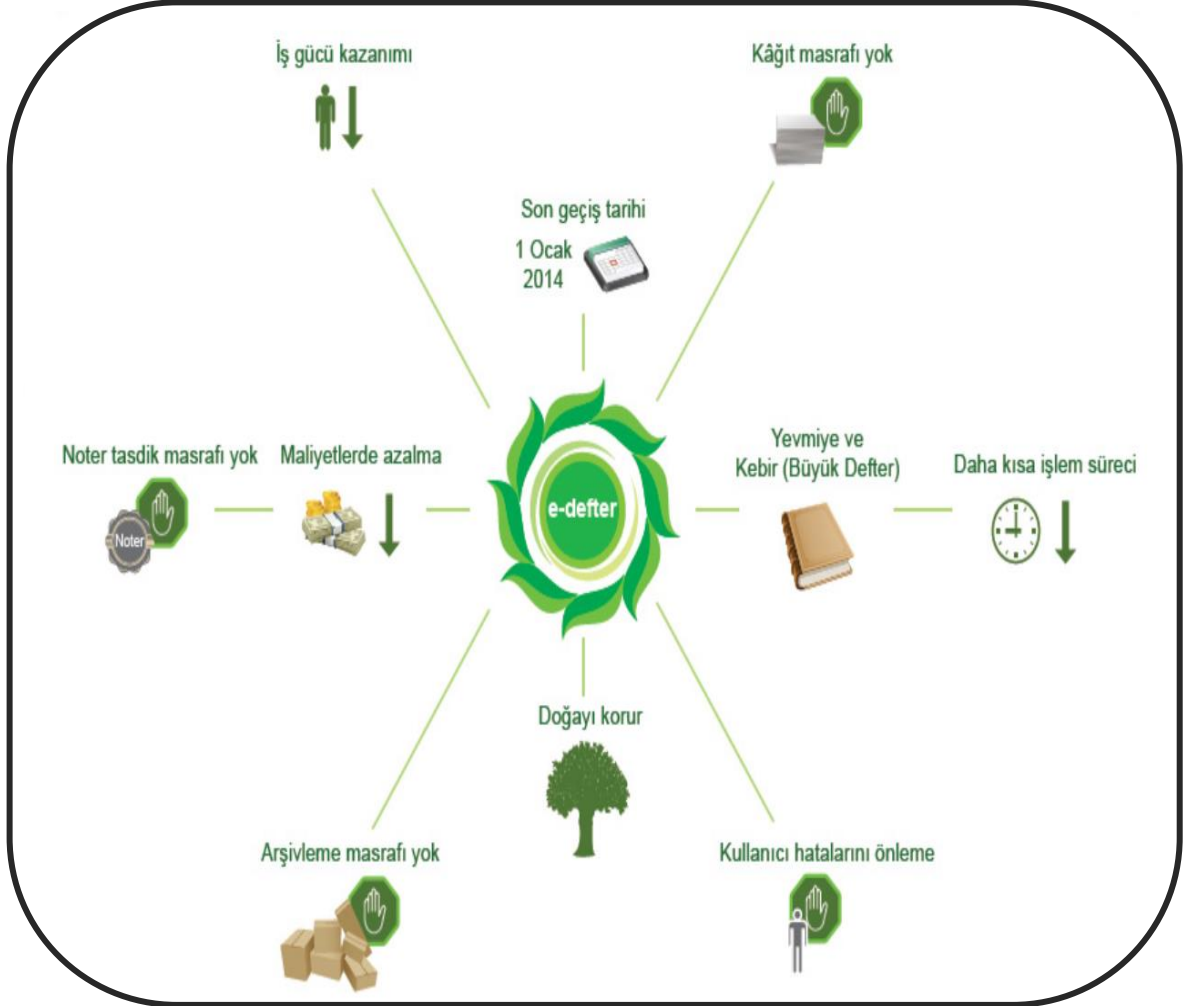 İş gücü kazanımı
Kâğıt masrafı yok
Son geçiş tarihi
1 Ocak
2014
Noter tasdik masrafı yok
Noter
Maliyetlerde azalma
e-defter
Yevmiye ve
Kebir (Büyük Defter)
Daha kısa işlem süreci
Doğayı korur
Arşivleme masrafı yok
Kullanıcı hatalarını önleme